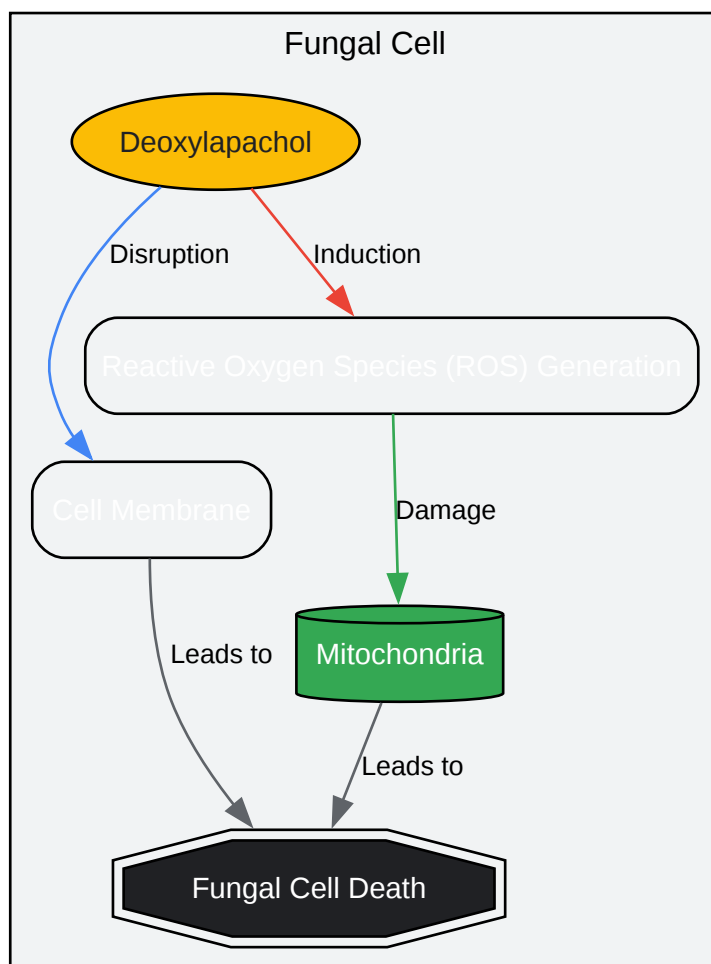 Fungal Cell
Deoxylapachol
Disruption
Induction
Reactive Oxygen Species (ROS) Generation
Cell Membrane
Damage
Leads to
Mitochondria
Leads to
Fungal Cell Death